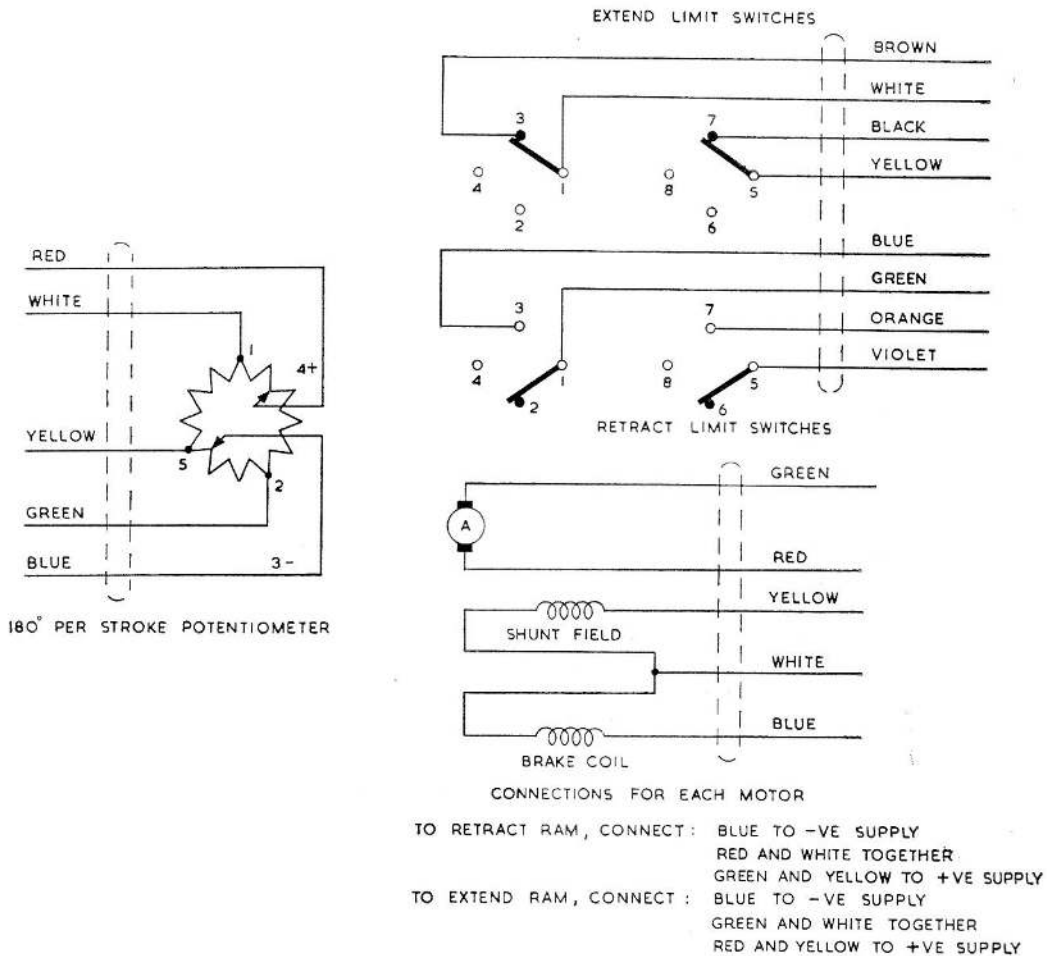 EXTEND LIMIT SWITCHES
BROWN
WHITE
3
7
BLACK
YELLOW
4
1
8
5
2
6
BLUE
GREEN
3
7
ORANGE
VIOLET
4
1
8
5
2
6
RETRACT LIMIT SWITCHES
RED
WHITE
1
4+
YELLOW
5
2
GREEN
BLUE
3-
180° PER STROKE POTENTIOMETER
GREEN
A
RED
YELLOW
SHUNT FIELD
WHITE
BLUE
BRAKE COIL
CONNECTIONS FOR EACH MOTOR
TO RETRACT RAM, CONNECT: BLUE TO -VE SUPPLY
RED AND WHITE TOGETHER
GREEN AND YELLOW TO +VE SUPPLY
TO EXTEND RAM, CONNECT: BLUE TO -VE SUPPLY
GREEN AND WHITE TOGETHER
RED AND YELLOW TO +VE SUPPLY